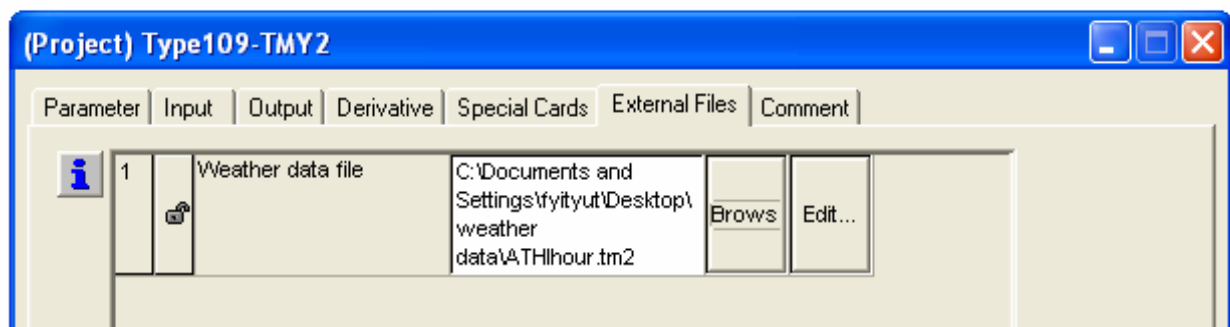 (Project) Type109-TMY2
Parameter Input Output Derivative Special Cards External Files Comment
1 Weather data file
C:\Documents and
Settings\fyityut\Desktop\
weather
data\ATHlhour.tm2
Brows Edit...